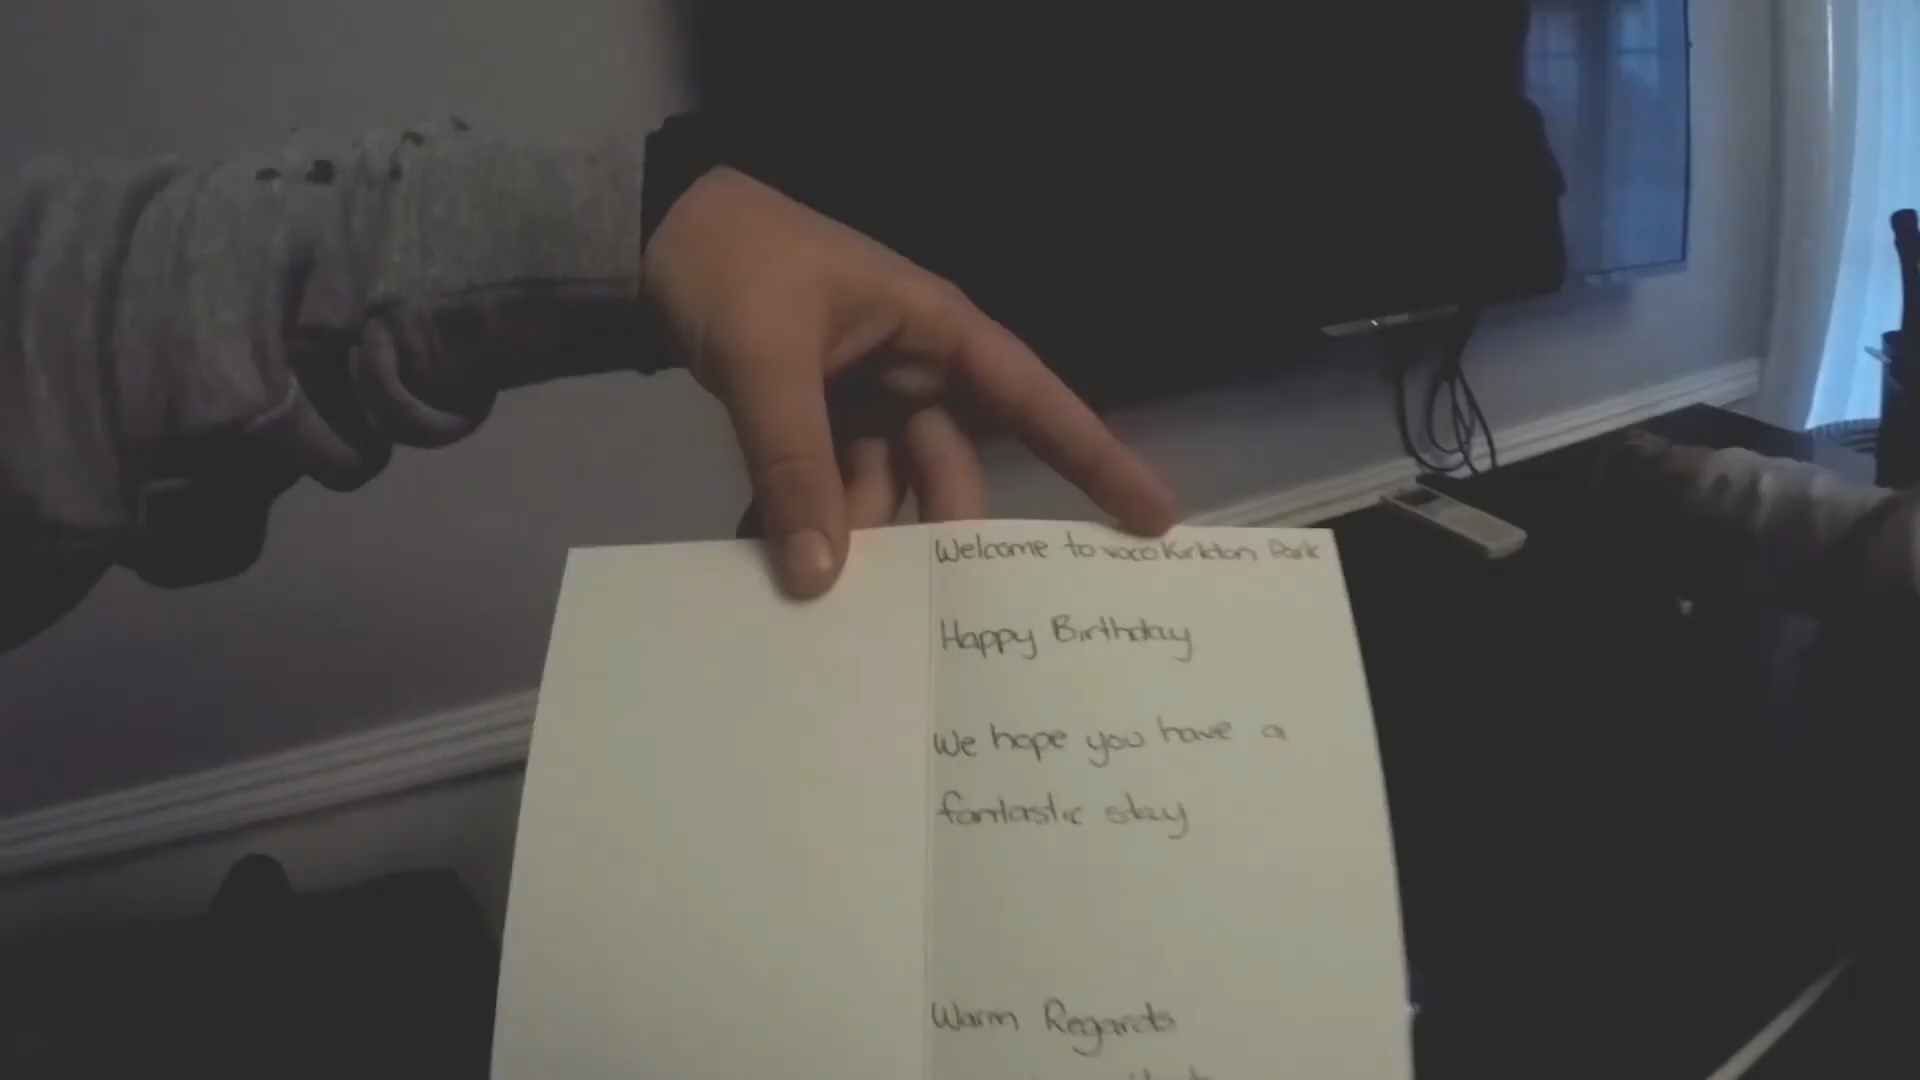 Welcome to voco Kirkton Park
Happy Birthday
We hope you have a
fantastic stay
Warm Regards